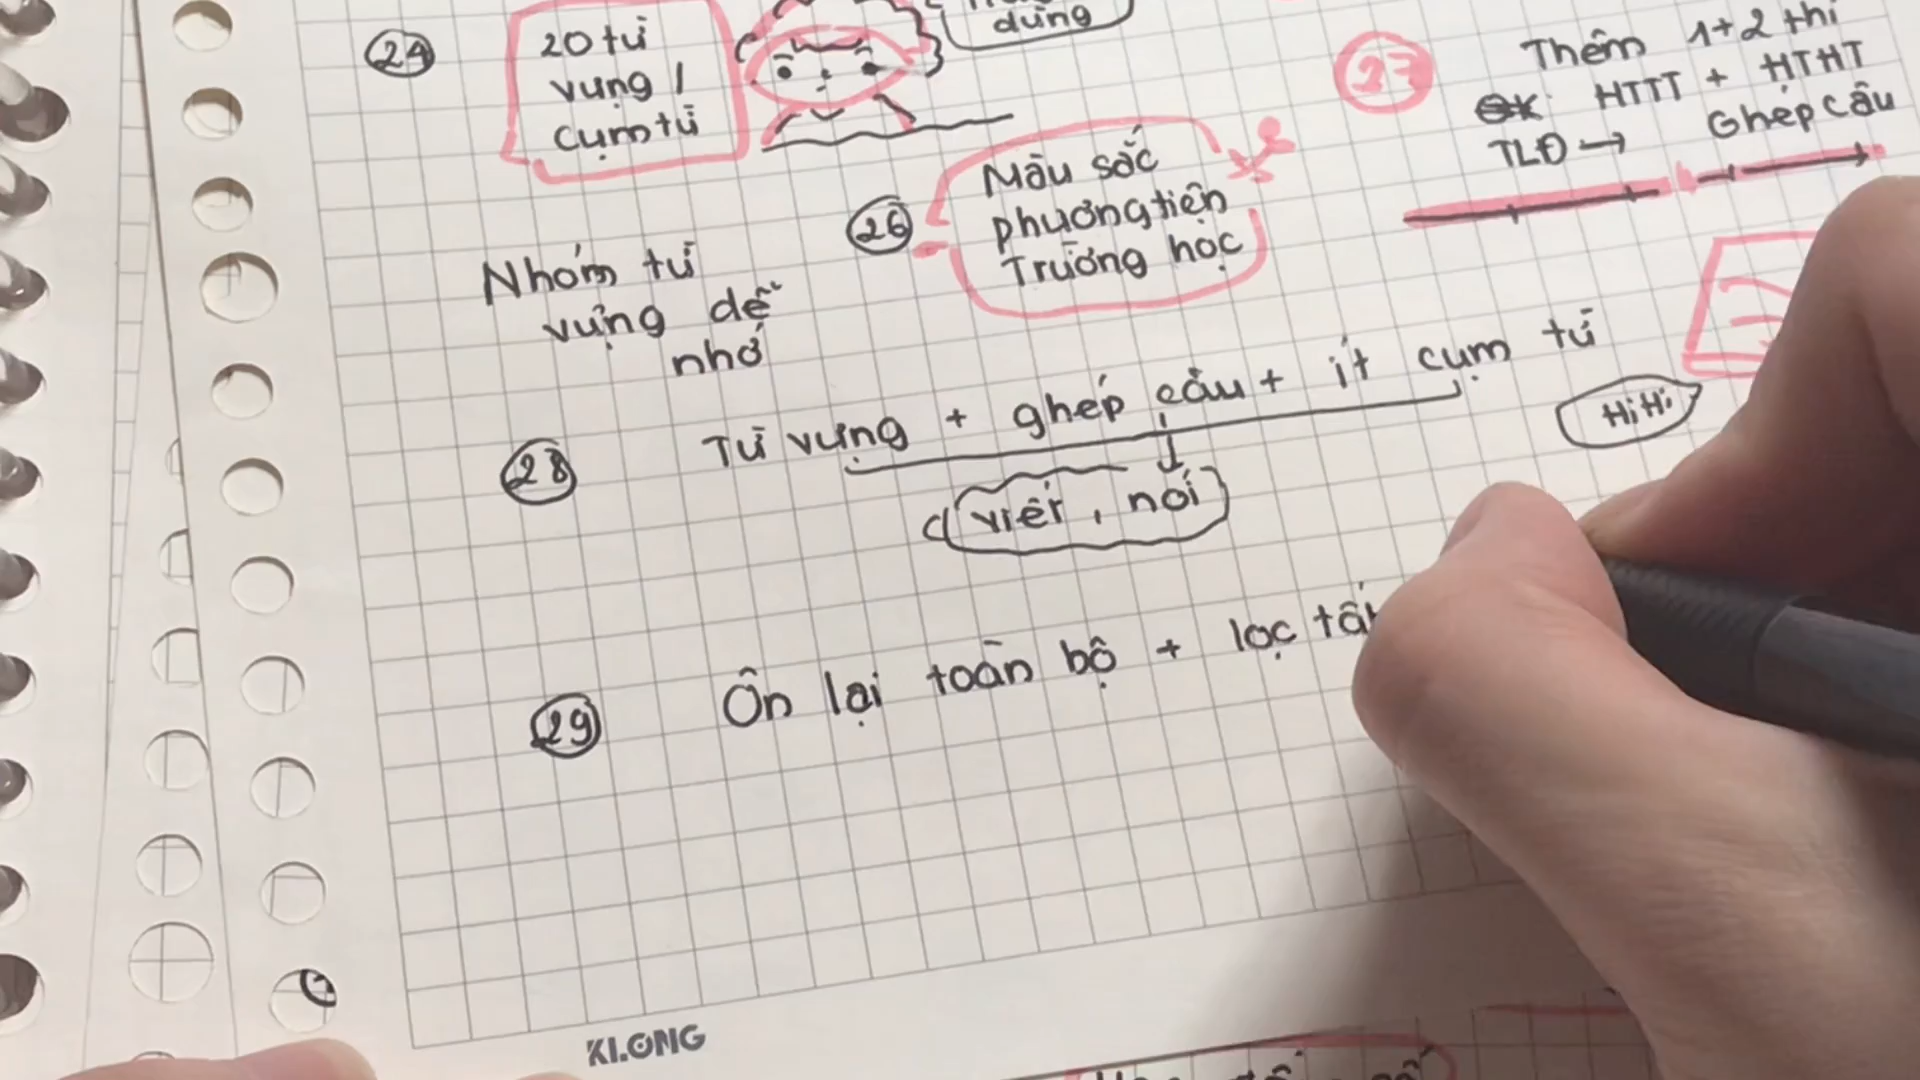 24
20 từ
vựng /
cụm từ
dùng
27
Thêm 1+2 thì
HTTT + HTHT
TLĐ → Ghép câu
26
Màu sắc
phương tiện
Trường học
Nhóm từ
vựng dễ
nhớ
28
Từ vựng + ghép câu + ít cụm từ
HiHi
viết, nói
29
Ôn lại toàn bộ + lọc
KLONG